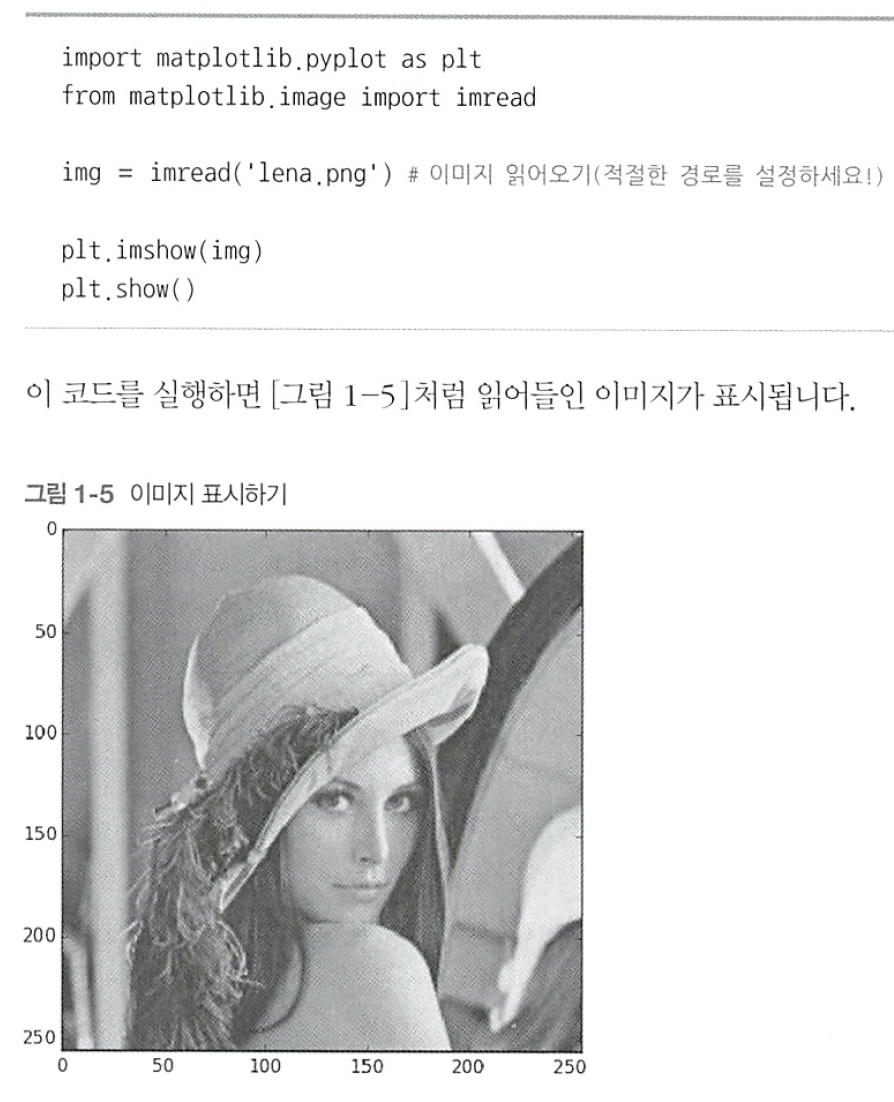 import matplotlib.pyplot as plt
from matplotlib.image import imread
img = imread('lena.png') # 이미지 읽어오기(적절한 경로를 설정하세요!)
plt.imshow(img)
plt.show()
이 코드를 실행하면 [그림 1-5]처럼 읽어들인 이미지가 표시됩니다.
그림 1-5 이미지 표시하기
0
50
100
150
200
250
0 50 100 150 200 250